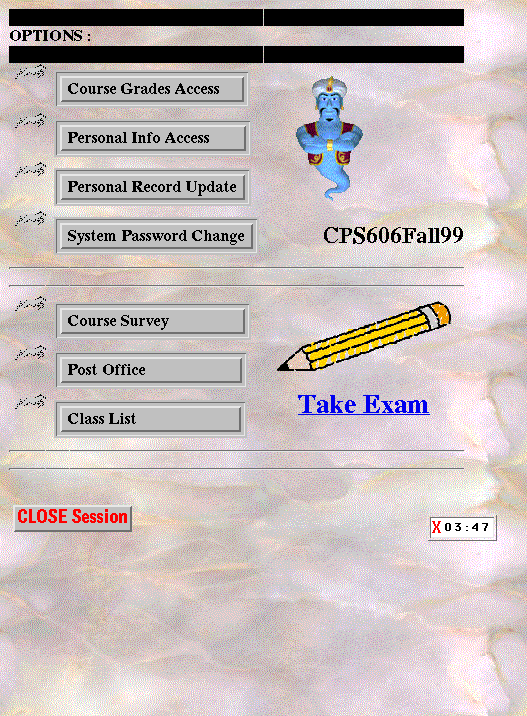 OPTIONS :
Course Grades Access
Personal Info Access
Personal Record Update
System Password Change
CPS606Fall99
Course Survey
Post Office
Take Exam
Class List
CLOSE Session
X 03:47